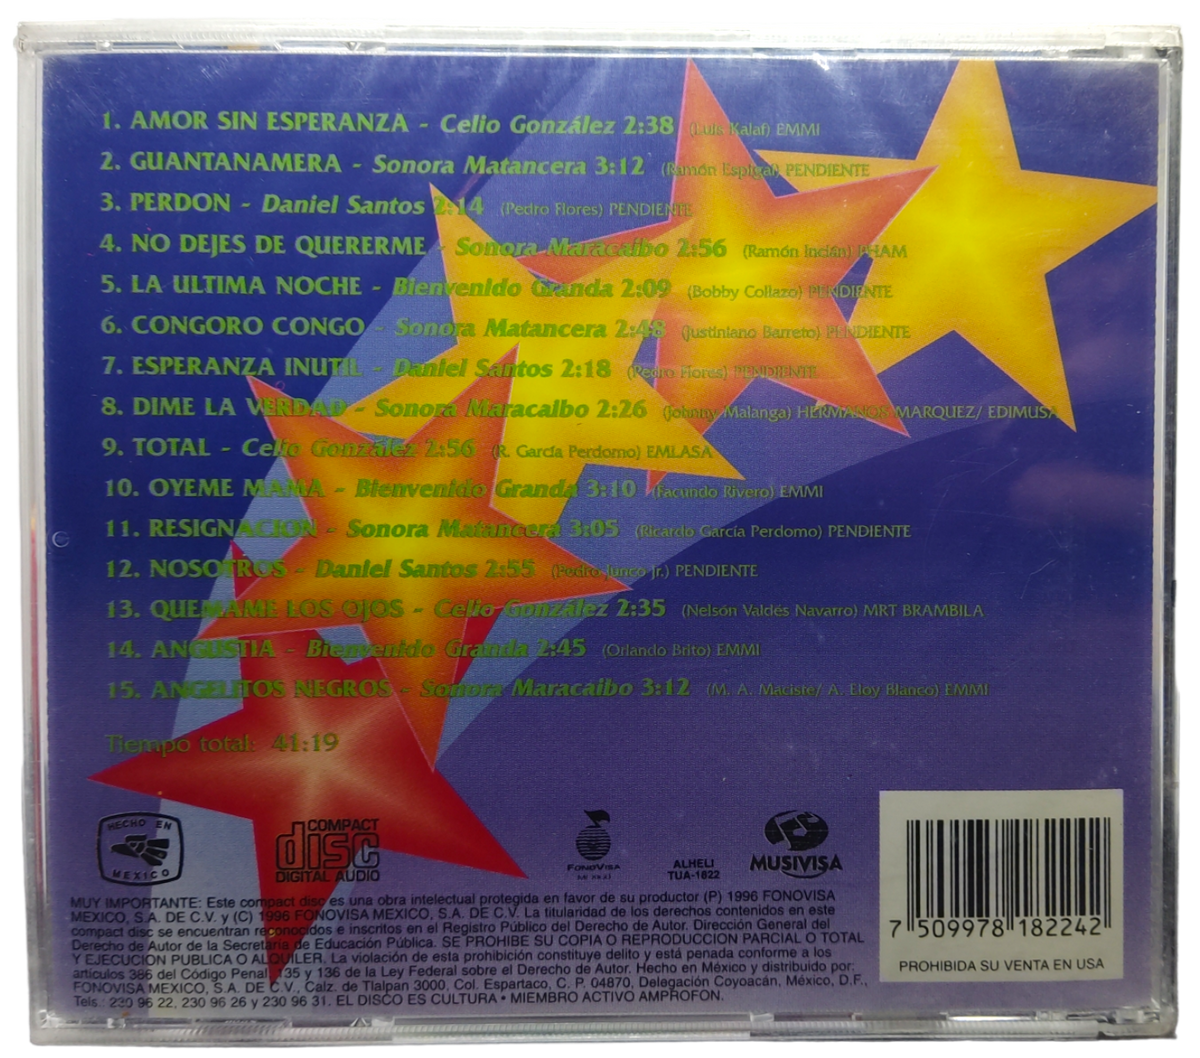 1. AMOR SIN ESPERANZA - Celio González 2:38 (Luis Kalaf) EMMI
2. GUANTANAMERA - Sonora Matancera 3:12 (Ramón Espigal) PENDIENTE
3. PERDON - Daniel Santos 2:14 (Pedro Flores) PENDIENTE
4. NO DEJES DE QUERERME - Sonora Maracaibo 2:56 (Ramón Inclán) PHAM
5. LA ULTIMA NOCHE - Bienvenido Granda 2:09 (Bobby Collazo) PENDIENTE
6. CONGORO CONGO - Sonora Matancera 2:48 (Justiniano Barreto) PENDIENTE
7. ESPERANZA INUTIL - Daniel Santos 2:18 (Pedro Flores) PENDIENTE
8. DIME LA VERDAD - Sonora Maracaibo 2:26 (Johnny Malanga) HERMANOS MARQUEZ/ EDIMUSA
9. TOTAL - Celio González 2:56 (R. García Perdomo) EMLASA
10. OYEME MAMA - Bienvenido Granda 3:10 (Facundo Rivero) EMMI
11. RESIGNACION - Sonora Matancera 3:05 (Ricardo García Perdomo) PENDIENTE
12. NOSOTROS - Daniel Santos 2:55 (Pedro Junco Jr.) PENDIENTE
13. QUEMAME LOS OJOS - Celio González 2:35 (Nelsón Valdés Navarro) MRT BRAMBILA
14. ANGUSTIA - Bienvenido Granda 2:45 (Orlando Brito) EMMI
15. ANGELITOS NEGROS - Sonora Maracaibo 3:12 (M. A. Maciste/ A. Eloy Blanco) EMMI
Tiempo total: 41:19
HECHO EN
MEXICO
COMPACT
disc
DIGITAL AUDIO
FONOVISA
ALHELI
TUA-1822
MUSIVISA
MUY IMPORTANTE: Este compact disc es una obra intelectual protegida en favor de su productor (P) 1996 FONOVISA
MEXICO, S.A. DE C.V. y (C) 1996 FONOVISA MEXICO, S.A. DE C.V. La titularidad de los derechos contenidos en este
compact disc se encuentran reconocidos e inscritos en el Registro Público del Derecho de Autor. Dirección General del
Derecho de Autor de la Secretaría de Educación Pública. SE PROHIBE SU COPIA O REPRODUCCION PARCIAL O TOTAL
Y EJECUCION PUBLICA O ALQUILER, La violación de esta prohibición constituye delito y está penada conforme a los
artículos 386 del Código Penal, 135 y 136 de la Ley Federal sobre el Derecho de Autor. Hecho en México y distribuido por:
FONOVISA MEXICO, S.A. DE C.V., Calz. de Tlalpan 3000, Col. Espartaco, C. P. 04870, Delegación Coyoacán, México, D.F.,
Tels.: 230 96 22, 230 96 26 y 230 96 31. EL DISCO ES CULTURA • MIEMBRO ACTIVO AMPROFON.
7 509978 182242
PROHIBIDA SU VENTA EN USA